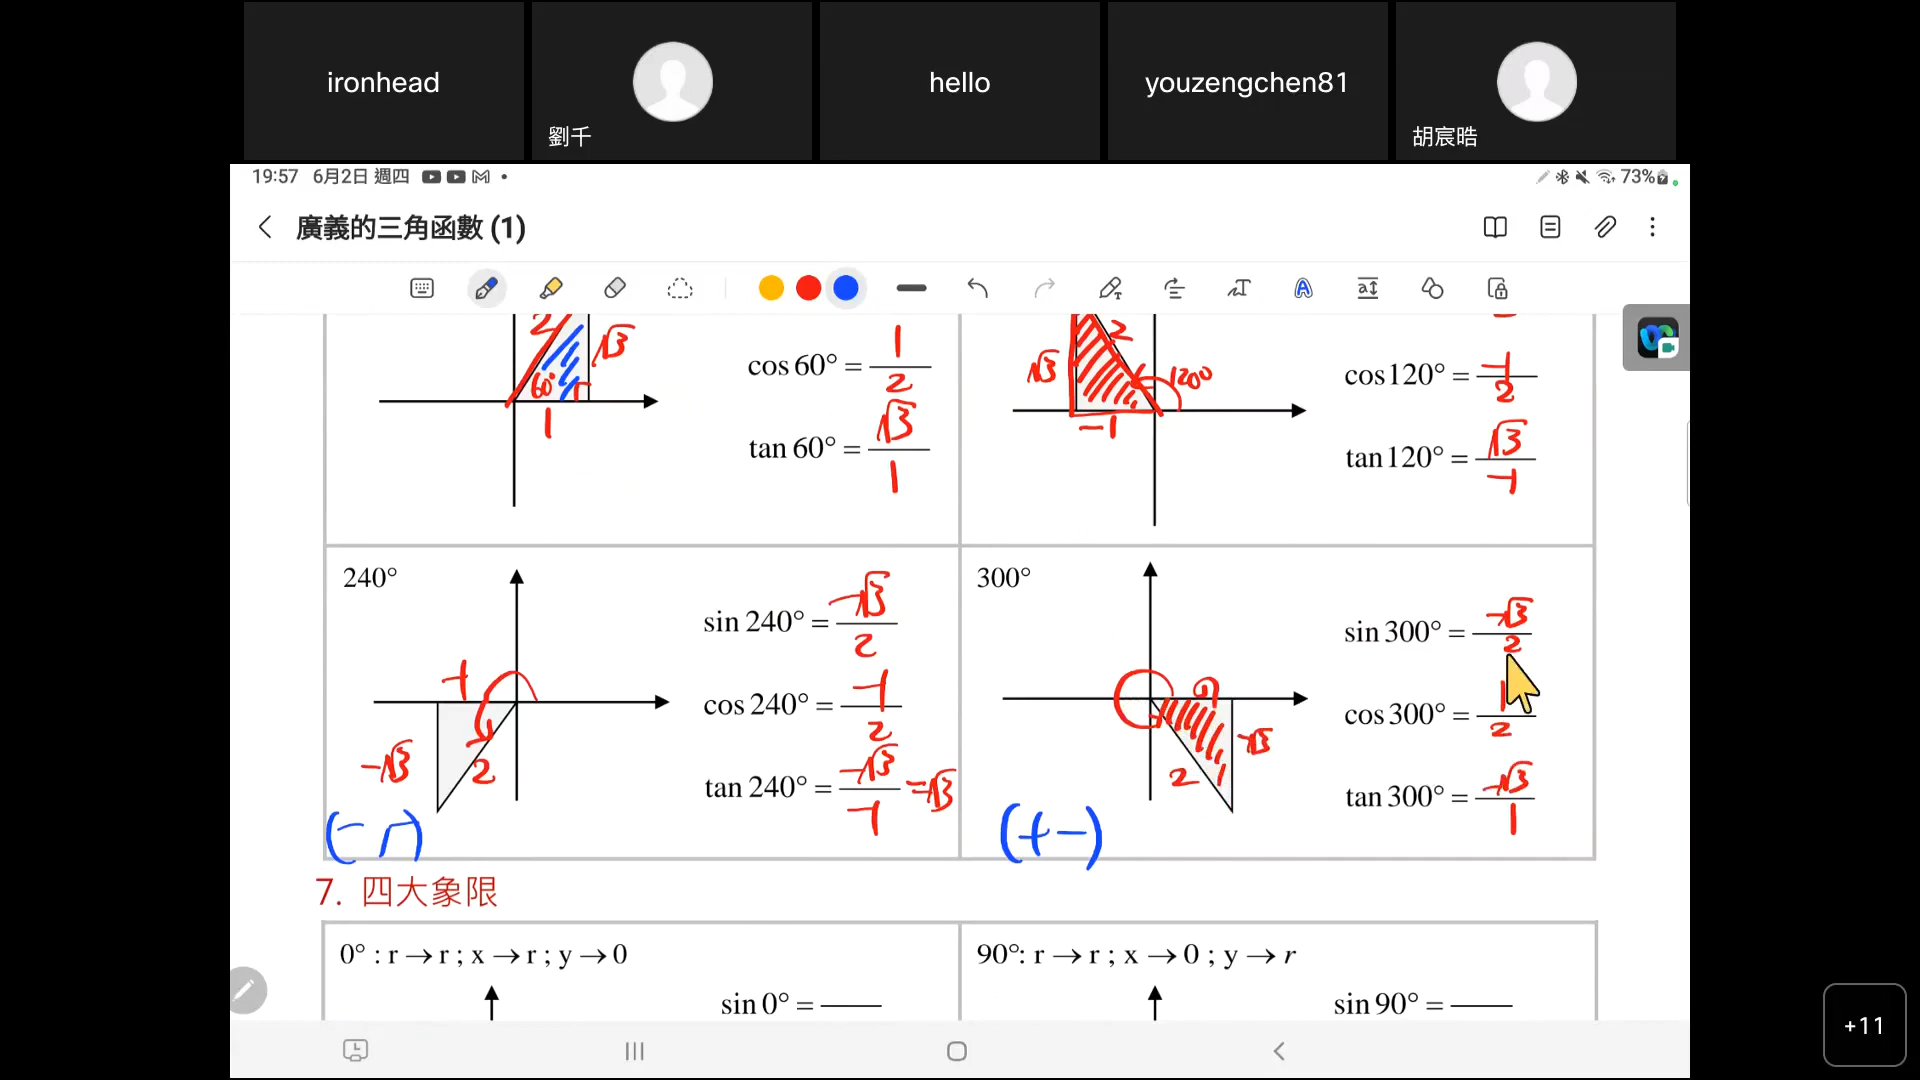 ironhead
劉千
hello
youzengchen81
胡宸晧
19:57 6月2日 週四
73%
廣義的三角函數 (1)
2
√3
60°
1
cos 60° = 1/2
tan 60° = √3/1
2
√3
120°
-1
cos120° = -1/2
tan120° = √3/-1
240°
sin 240° = -√3/2
-1
cos 240° = -1/2
-√3
2
tan 240° = -√3/-1 = √3
300°
sin 300° = -√3/2
1
cos 300° = 1/2
-√3
2
tan 300° = -√3/1
(+ -)
7. 四大象限
0° : r → r ; x → r ; y → 0
sin 0° =
90°: r → r ; x → 0 ; y → r
sin 90° =
+11